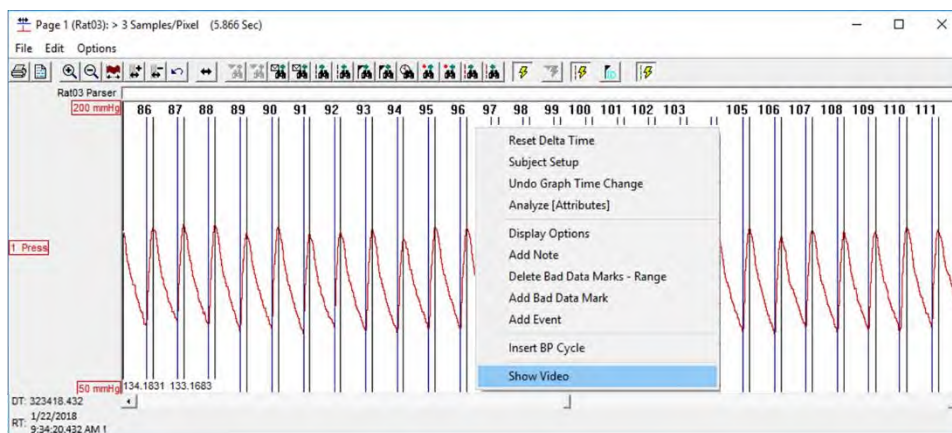 Page 1 (Rat03): > 3 Samples/Pixel (5.866 Sec)
File Edit Options
Rat03 Parser
200 mmHg 86 87 88 89 90 91 92 93 94 95 96 97 98 99 100 101 102 103 105 106 107 108 109 110 111
Reset Delta Time
Subject Setup
Undo Graph Time Change
Analyze [Attributes]
1 Press
Display Options
Add Note
Delete Bad Data Marks - Range
Add Bad Data Mark
Add Event
Insert BP Cycle
Show Video
50 mmHg 134.1831 133.1683
DT: 323418.432
1/22/2018
RT:
9:34:20.432 AM